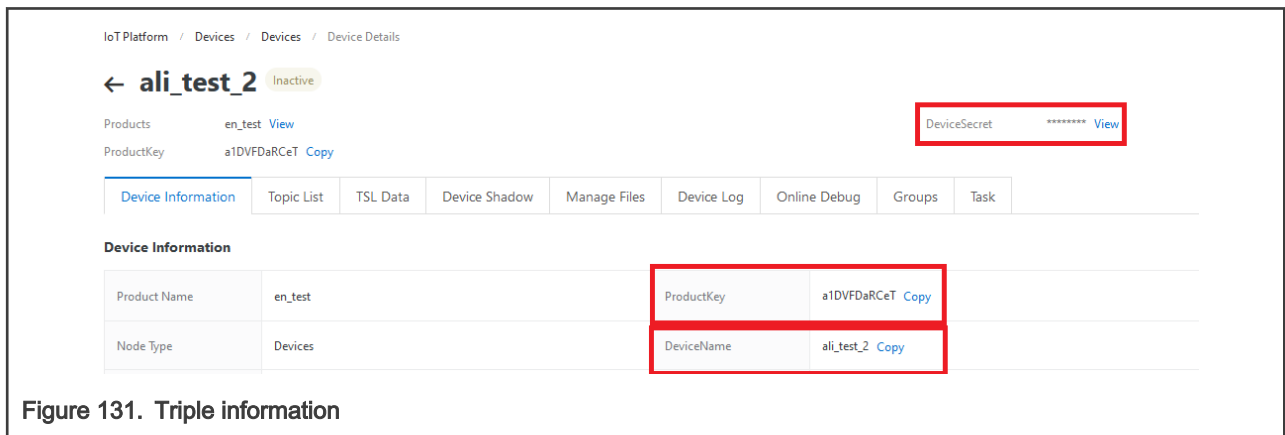 IoT Platform / Devices / Devices / Device Details
← ali_test_2 Inactive
Products en_test View DeviceSecret ******** View
ProductKey a1DVFDaRCeT Copy
Device Information Topic List TSL Data Device Shadow Manage Files Device Log Online Debug Groups Task
Device Information
Product Name en_test ProductKey a1DVFDaRCeT Copy
Node Type Devices DeviceName ali_test_2 Copy
Figure 131. Triple information